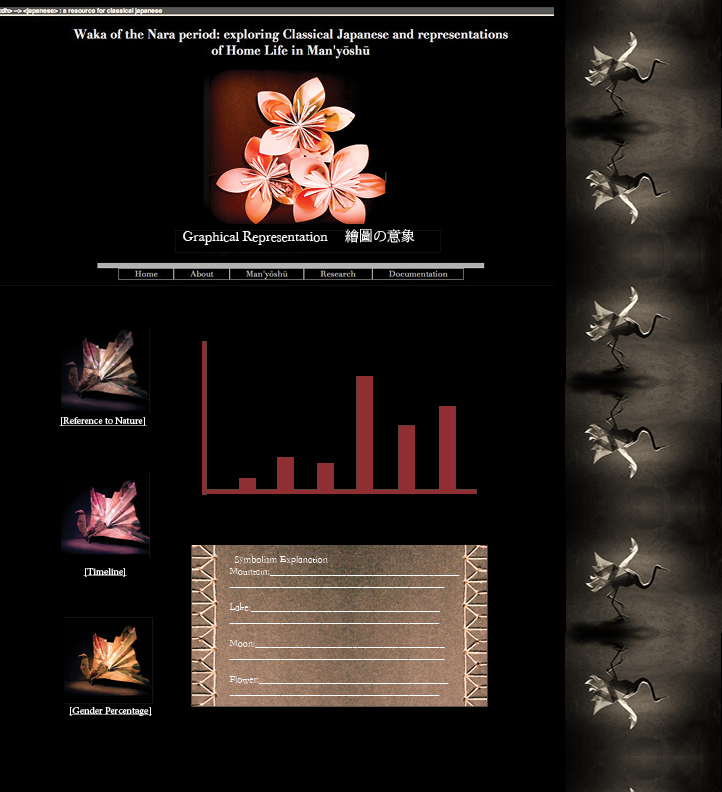 <japanese> : a resource for classical japanese
Waka of the Nara period: exploring Classical Japanese and representations
of Home Life in Man'yōshū
Graphical Representation 繪圖の意象
Home About Man'yōshū Research Documentation
[Reference to Nature]
[Timeline]
[Gender Percentage]
Symbolism Explanation
Mountain:
Lake:
Moon:
Flower: